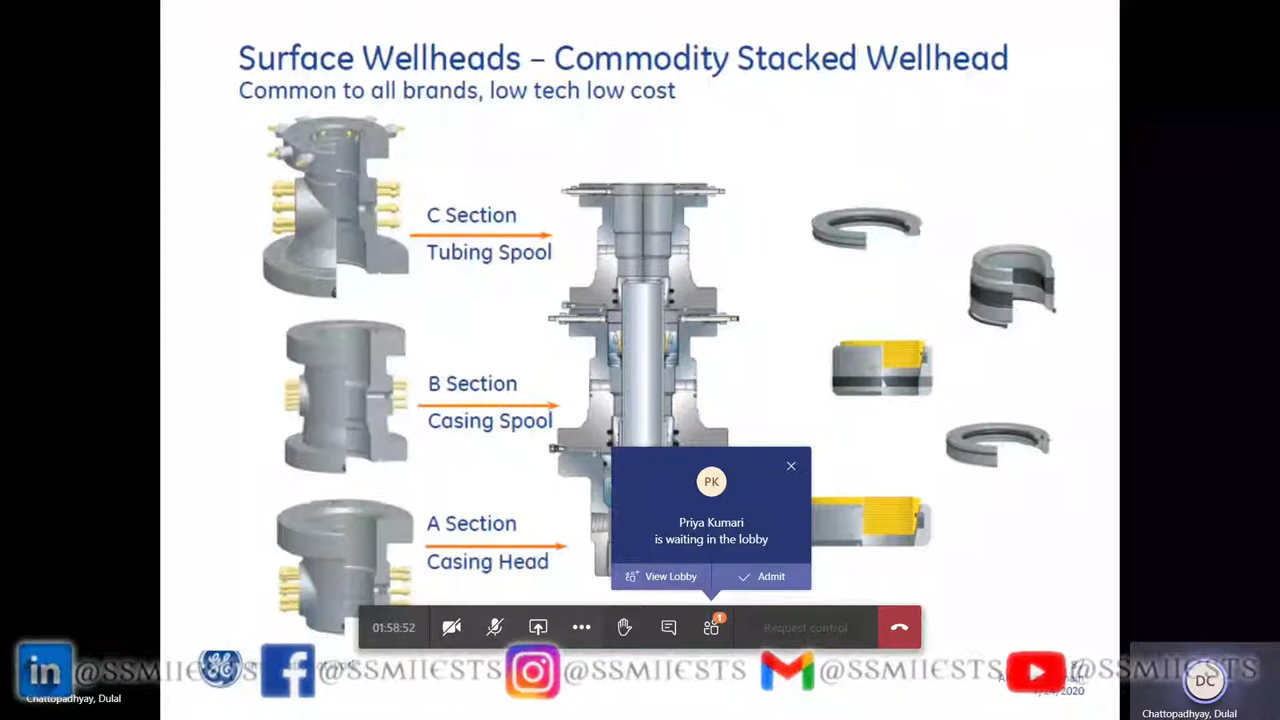 Surface Wellheads – Commodity Stacked Wellhead
Common to all brands, low tech low cost
C Section
Tubing Spool
B Section
Casing Spool
A Section
Casing Head
PK
Priya Kumari
is waiting in the lobby
View Lobby
Admit
01:58:52
1
Request control
in @SSMIIESTS
@SSMIIESTS
@SSMIIESTS
@SSMIIESTS
@SSMIIESTS
Chattopadhyay, Dulal
DC
Chattopadhyay, Dulal